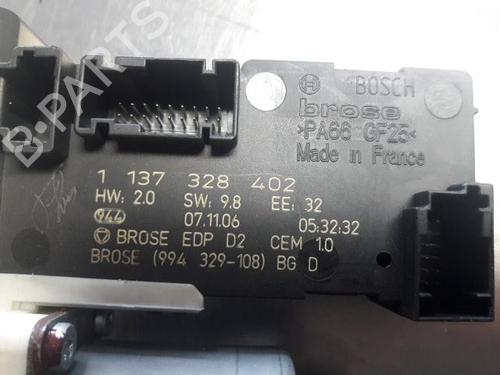 BOSCH
brose
>PA66 GF25<
Made in France
1 137 328 402
HW: 2.0 SW: 9.8 EE: 32
944 07.11.06 05:32:32
BROSE EDP D2 CEM 1.0
BROSE (994 329-108) BG D
B-PARTS